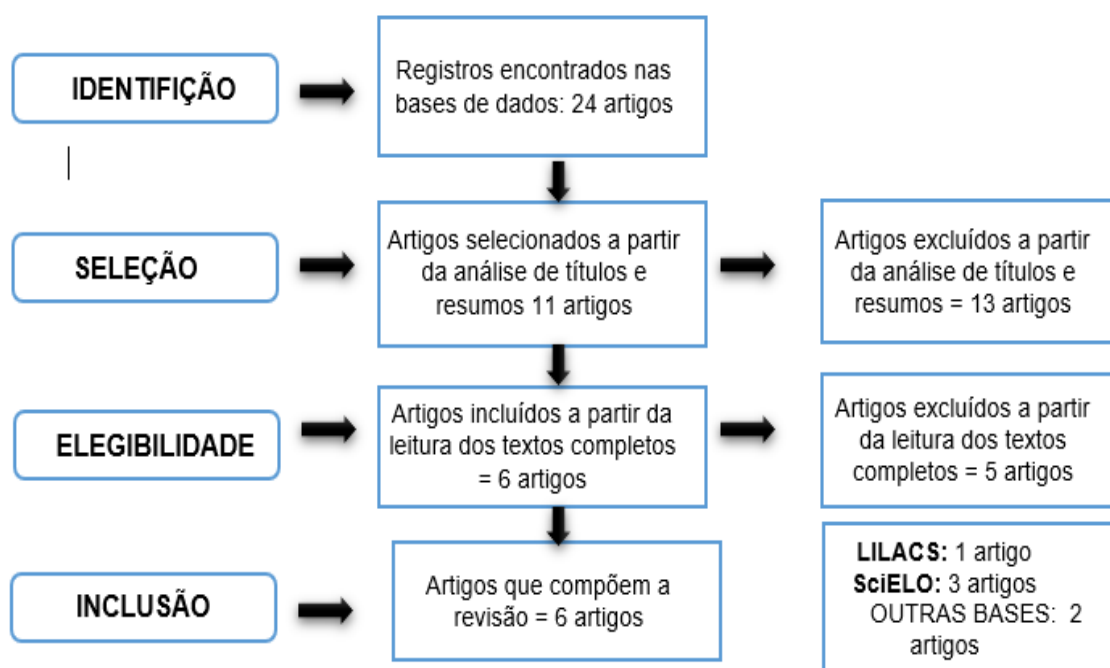 IDENTIFIÇÃO
Registros encontrados nas
bases de dados: 24 artigos
SELEÇÃO
Artigos selecionados a partir
da análise de títulos e
resumos 11 artigos
Artigos excluídos a partir
da análise de títulos e
resumos = 13 artigos
ELEGIBILIDADE
Artigos incluídos a partir da
leitura dos textos completos
= 6 artigos
Artigos excluídos a partir
da leitura dos textos
completos = 5 artigos
INCLUSÃO
Artigos que compõem a
revisão = 6 artigos
LILACS: 1 artigo
SciELO: 3 artigos
OUTRAS BASES: 2
artigos